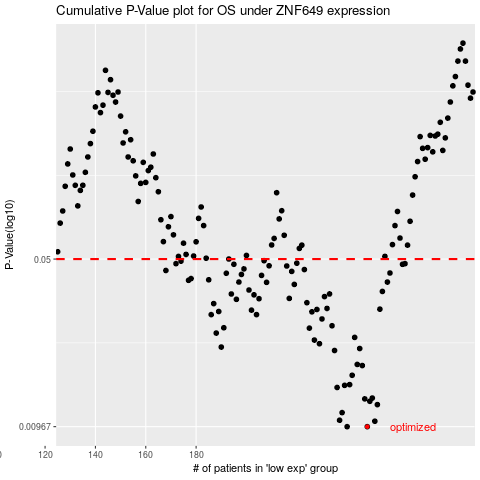 Cumulative P-Value plot for OS under ZNF649 expression
P-Value(log10)
0.05
0.00967
optimized
0 120 140 160 180
# of patients in 'low exp' group